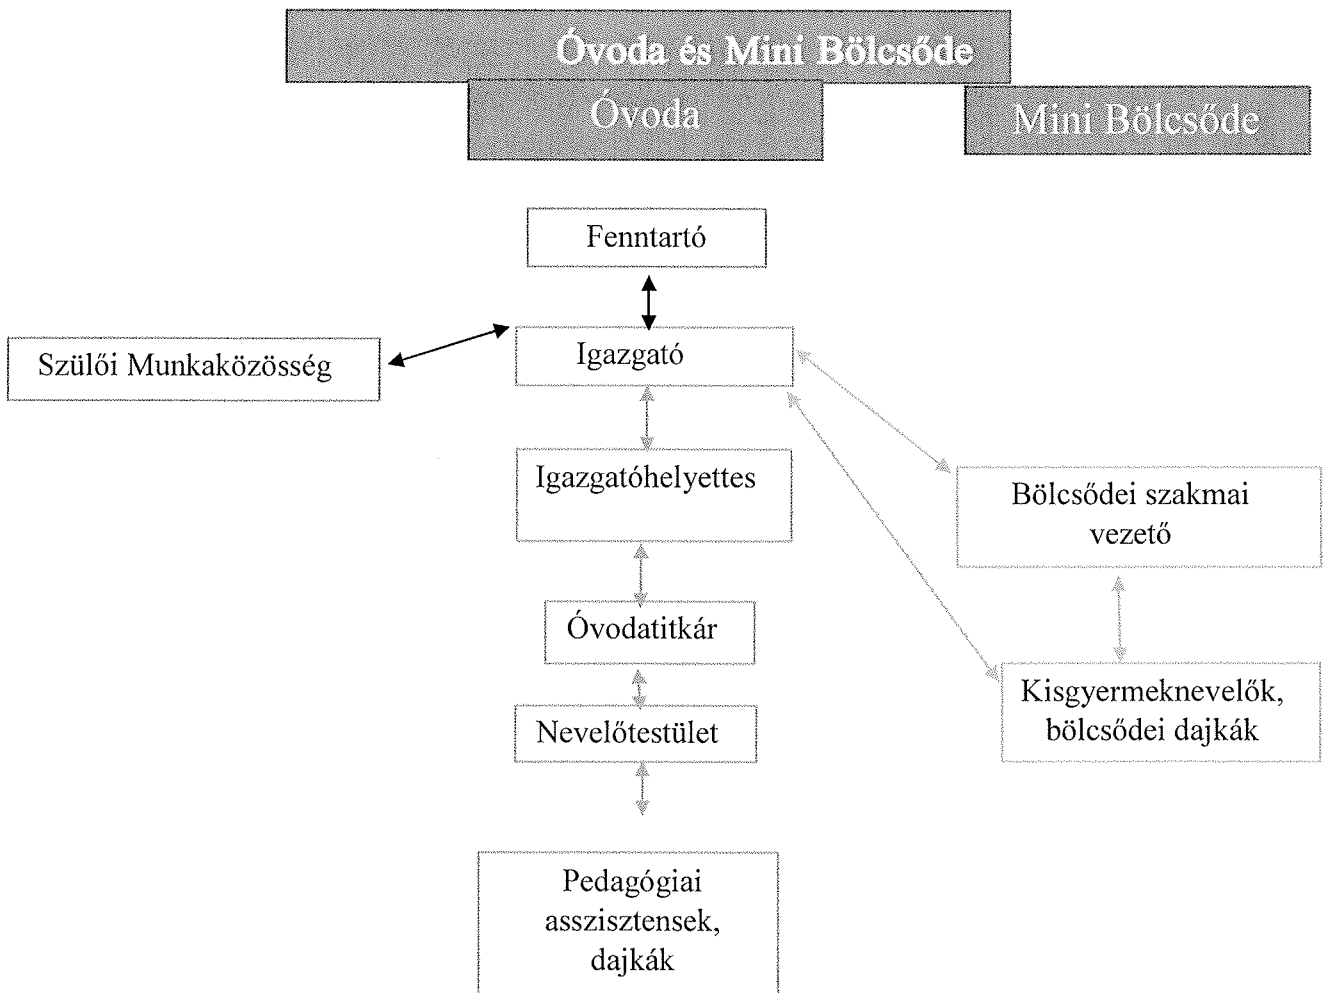 Óvoda és Mini Bölcsőde
Óvoda
Mini Bölcsőde
Fenntartó
Szülői Munkaközösség
Igazgató
Igazgatóhelyettes
Bölcsődei szakmai
vezető
Óvodatitkár
Kisgyermeknevelők,
bölcsődei dajkák
Nevelőtestület
Pedagógiai
asszisztensek,
dajkák